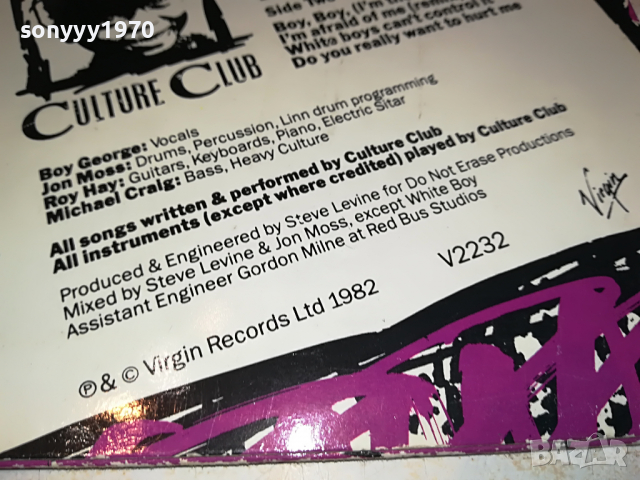 sonyyy1970
Side Two
Boy, Boy, (I'm the
I'm afraid of me (remix)
White boys can't control it
Do you really want to hurt me
CULTURE CLUB
Boy George: Vocals
Jon Moss: Drums, Percussion, Linn drum programming
Roy Hay: Guitars, Keyboards, Piano, Electric Sitar
Michael Craig: Bass, Heavy Culture
All songs written & performed by Culture Club
All instruments (except where credited) played by Culture Club
Produced & Engineered by Steve Levine for Do Not Erase Productions
Mixed by Steve Levine & Jon Moss, except White Boy
Assistant Engineer Gordon Milne at Red Bus Studios
V2232
Virgin
℗ & © Virgin Records Ltd 1982
BAZAR